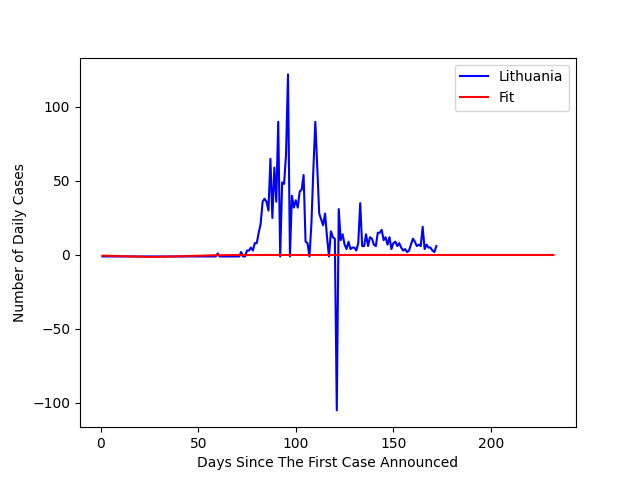 Lithuania
Fit
100
50
0
−50
−100
Number of Daily Cases
0 50 100 150 200
Days Since The First Case Announced